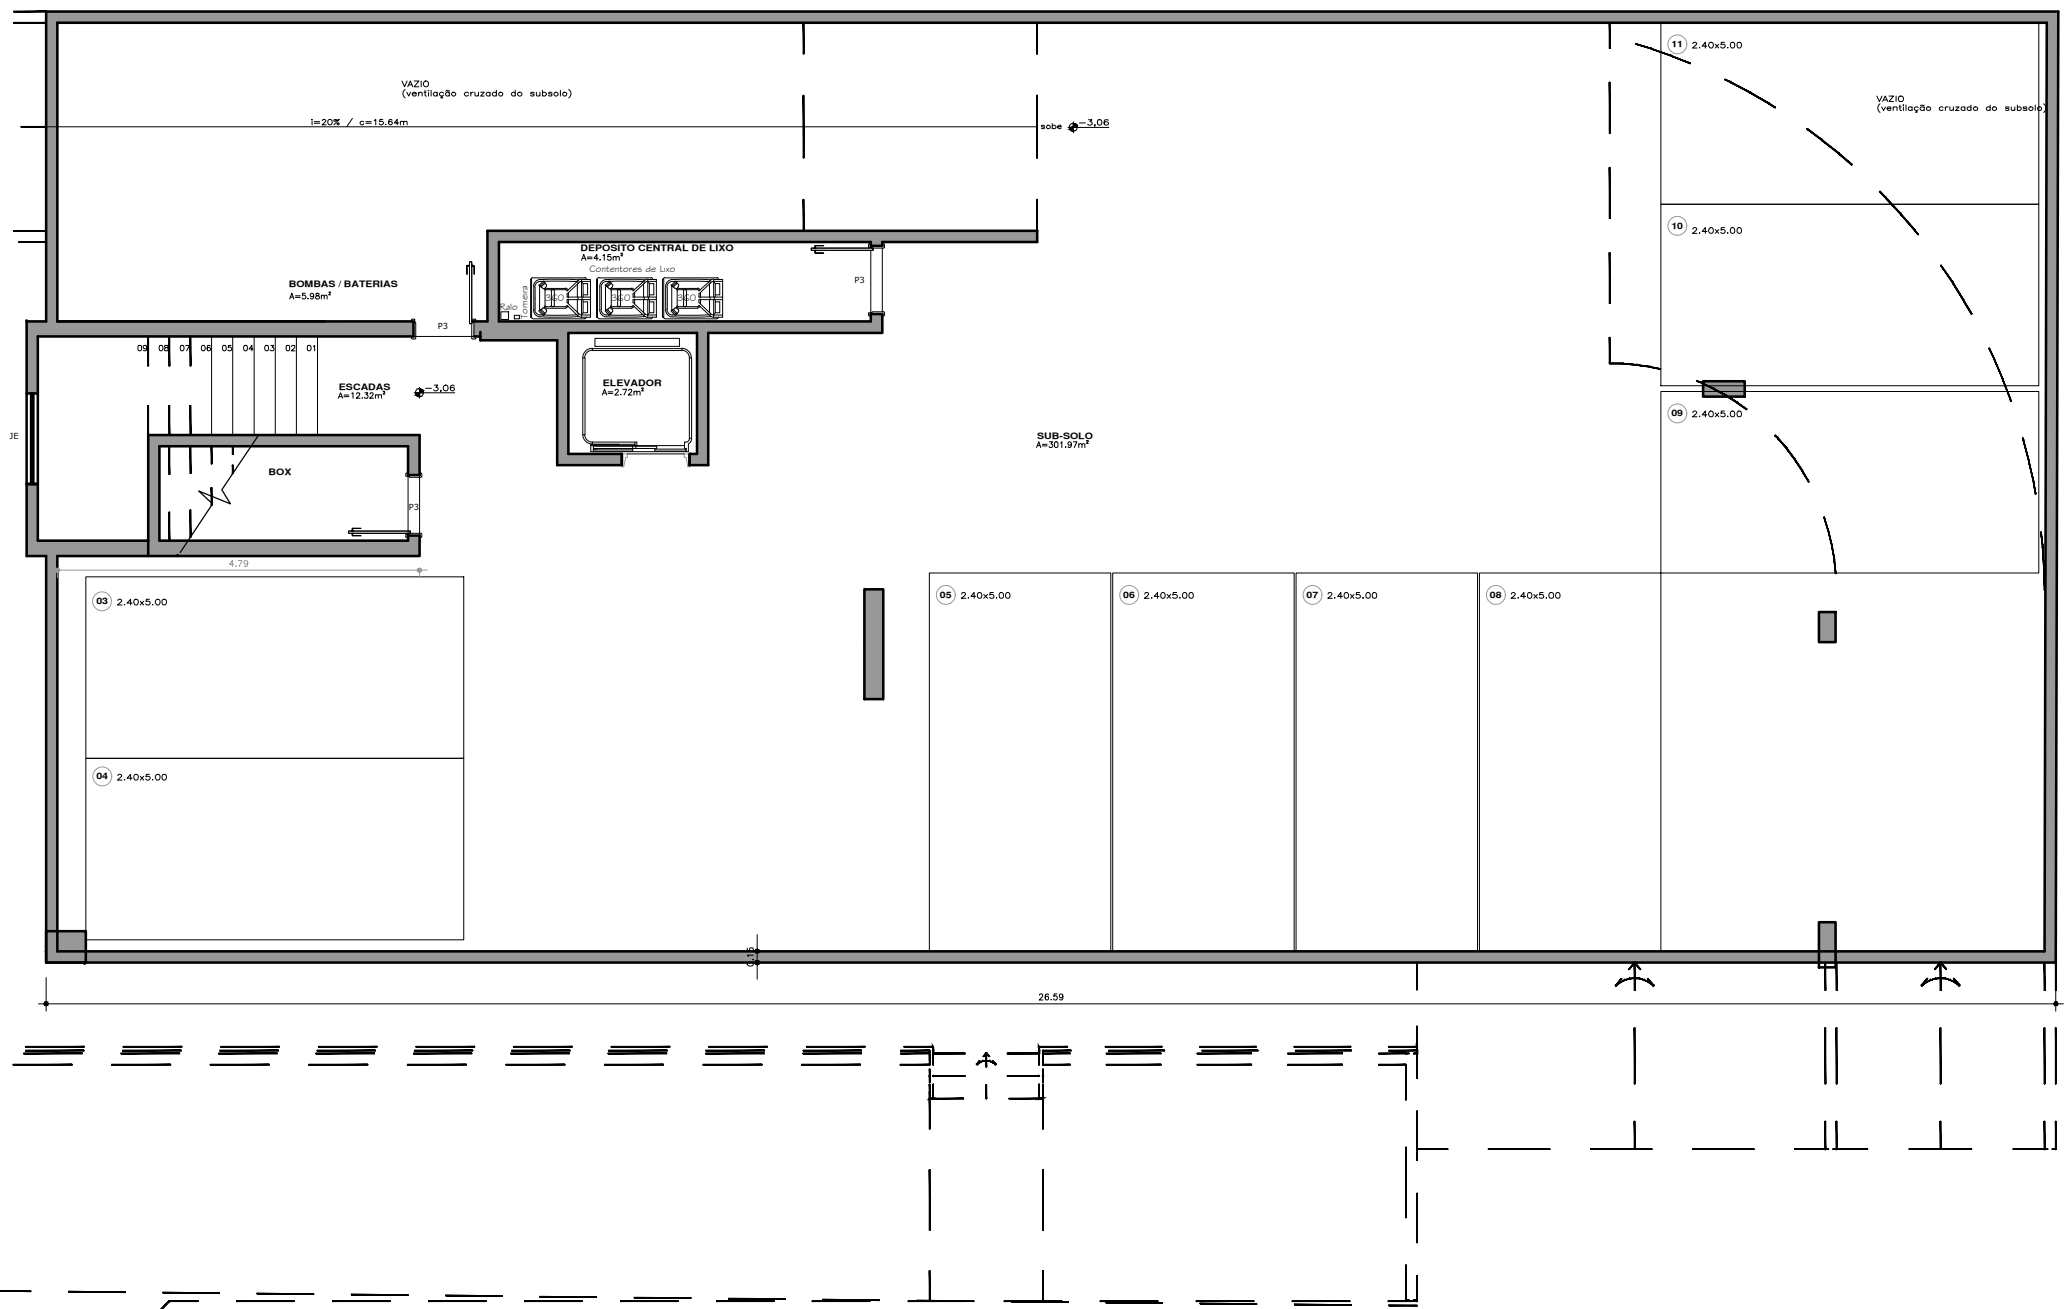 11 2.40x5.00
VAZIO
(ventilação cruzado do subsolo)
VAZIO
(ventilação cruzado do subsolo)
i=20% / c=15.64m
sobe -3,06
10 2.40x5.00
DEPOSITO CENTRAL DE LIXO
A=4.15m²
Contentores de Lixo
P3
BOMBAS / BATERIAS
A=5.98m²
360 360 360
Ralo
Torneira
P3
09 08 07 06 05 04 03 02 01
ESCADAS
A=12.32m²
-3,06
ELEVADOR
A=2.72m²
09 2.40x5.00
JE
SUB-SOLO
A=301.97m²
BOX
P3
4.79
03 2.40x5.00
05 2.40x5.00
06 2.40x5.00
07 2.40x5.00
08 2.40x5.00
04 2.40x5.00
0.15
26.59